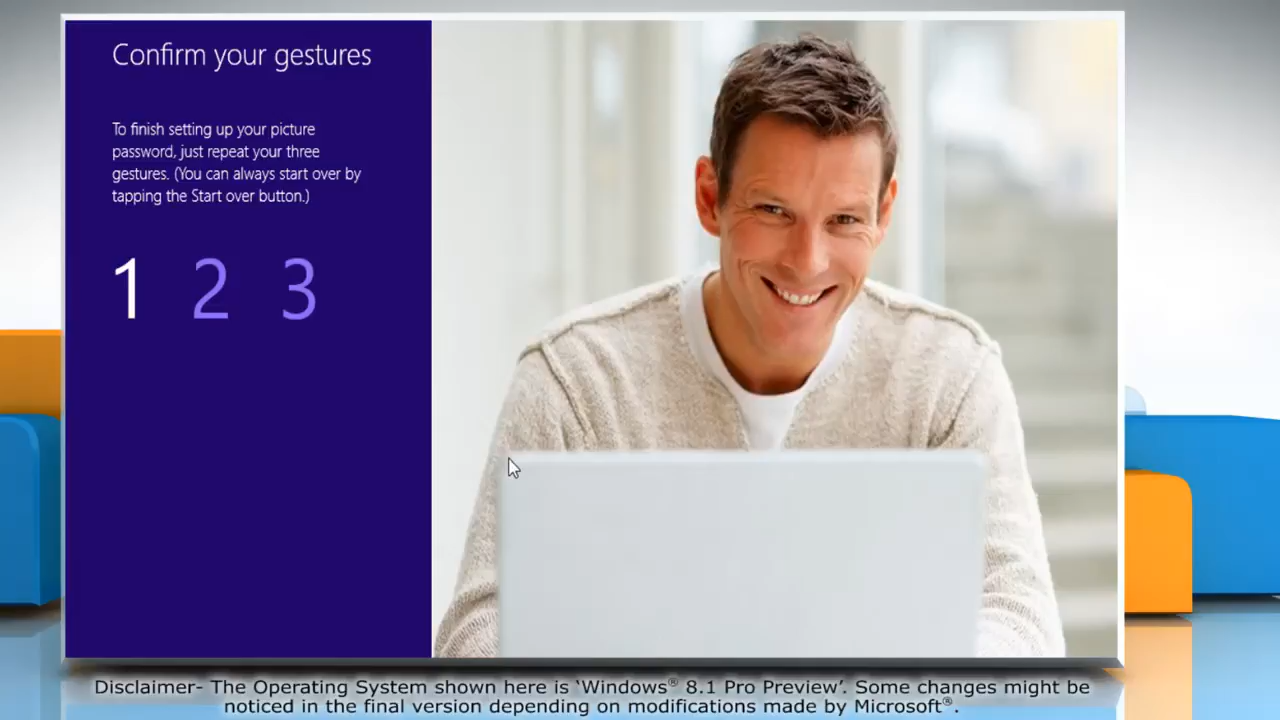 Confirm your gestures
To finish setting up your picture
password, just repeat your three
gestures. (You can always start over by
tapping the Start over button.)
1 2 3
Disclaimer- The Operating System shown here is ‘Windows® 8.1 Pro Preview’. Some changes might be
noticed in the final version depending on modifications made by Microsoft®.